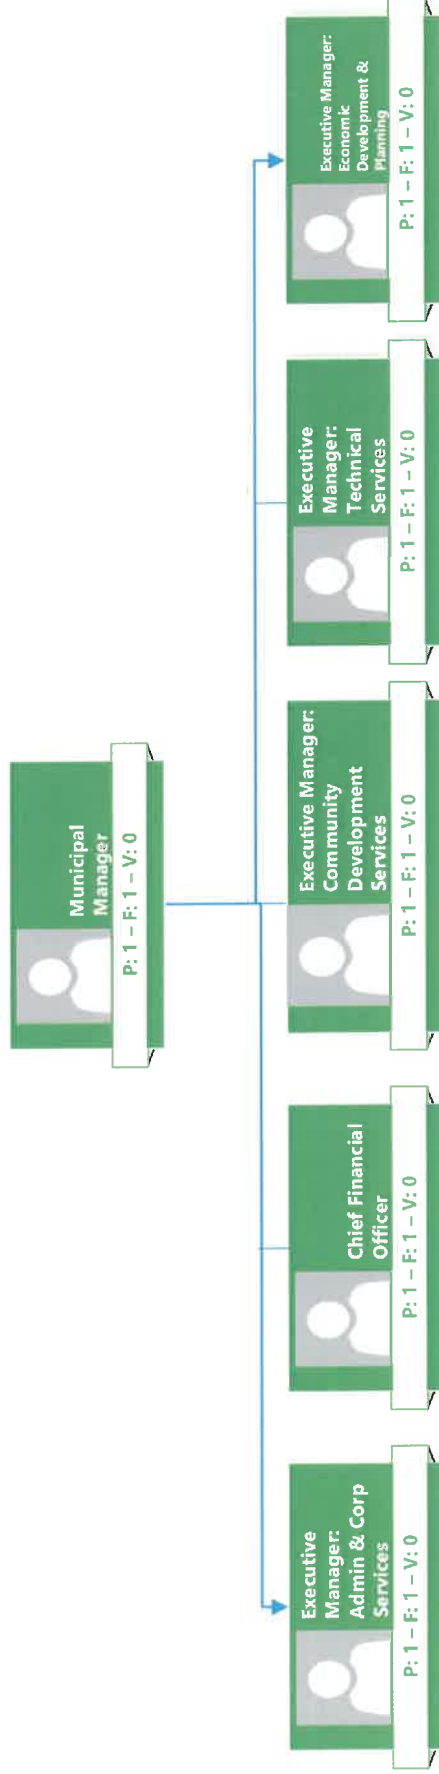 Municipal
Manager
P: 1 – F: 1 – V: 0
Executive
Manager:
Admin & Corp
Services
P: 1 – F: 1 – V: 0
Chief Financial
Officer
P: 1 – F: 1 – V: 0
Executive Manager:
Community
Development
Services
P: 1 – F: 1 – V: 0
Executive
Manager:
Technical
Services
P: 1 – F: 1 – V: 0
Executive Manager:
Economic
Development &
Planning
P: 1 – F: 1 – V: 0